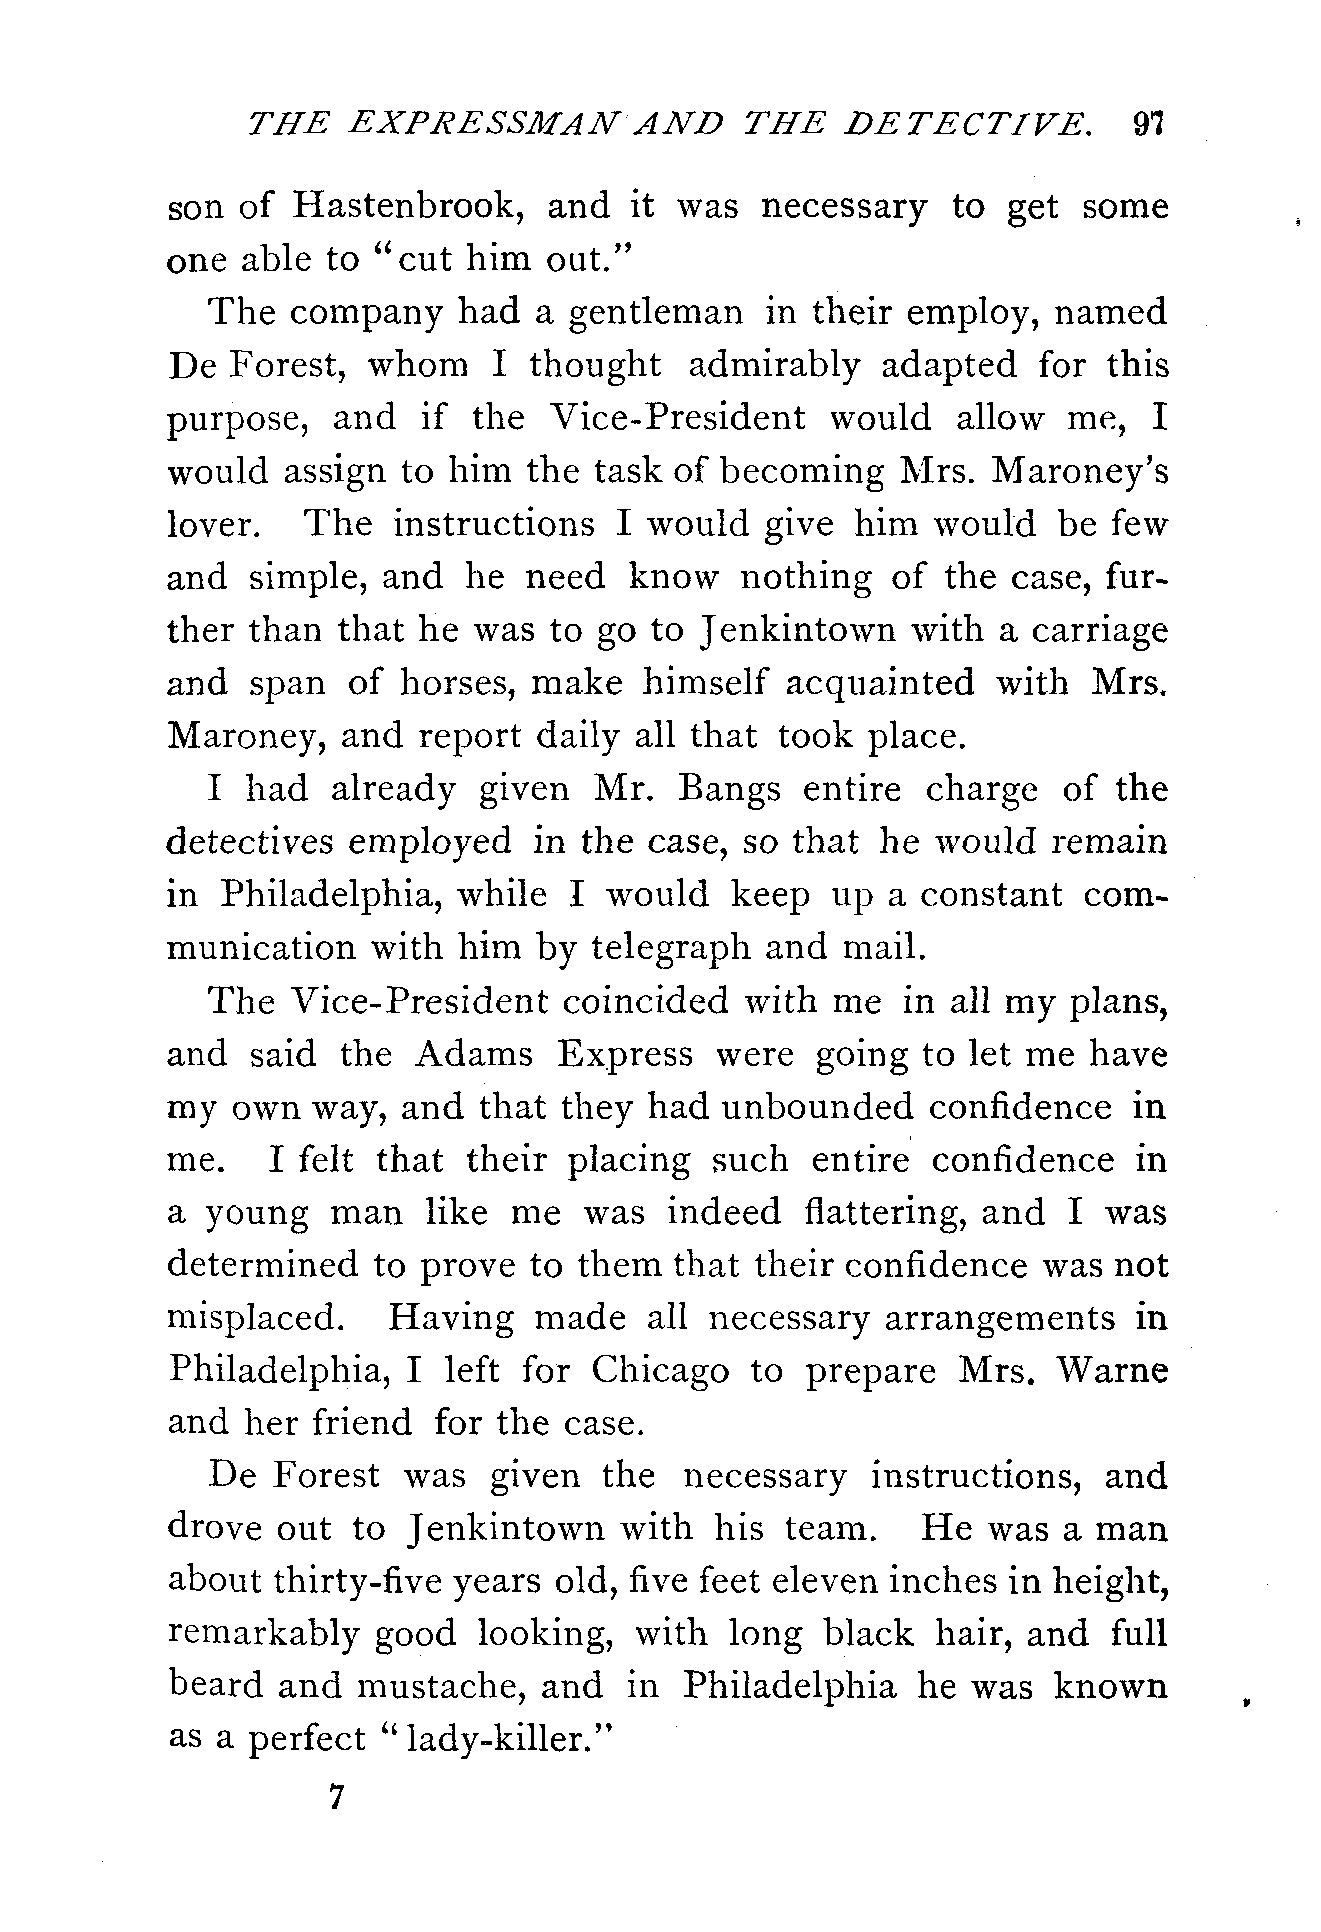 THE EXPRESSMAN AND THE DETECTIVE. 97
son of Hastenbrook, and it was necessary to get some
one able to "cut him out."
The company had a gentleman in their employ, named
De Forest, whom I thought admirably adapted for this
purpose, and if the Vice-President would allow me, I
would assign to him the task of becoming Mrs. Maroney's
lover. The instructions I would give him would be few
and simple, and he need know nothing of the case, fur-
ther than that he was to go to Jenkintown with a carriage
and span of horses, make himself acquainted with Mrs.
Maroney, and report daily all that took place.
I had already given Mr. Bangs entire charge of the
detectives employed in the case, so that he would remain
in Philadelphia, while I would keep up a constant com-
munication with him by telegraph and mail.
The Vice-President coincided with me in all my plans,
and said the Adams Express were going to let me have
my own way, and that they had unbounded confidence in
me. I felt that their placing such entire confidence in
a young man like me was indeed flattering, and I was
determined to prove to them that their confidence was not
misplaced. Having made all necessary arrangements in
Philadelphia, I left for Chicago to prepare Mrs. Warne
and her friend for the case.
De Forest was given the necessary instructions, and
drove out to Jenkintown with his team. He was a man
about thirty-five years old, five feet eleven inches in height,
remarkably good looking, with long black hair, and full
beard and mustache, and in Philadelphia he was known
as a perfect "lady-killer."
7